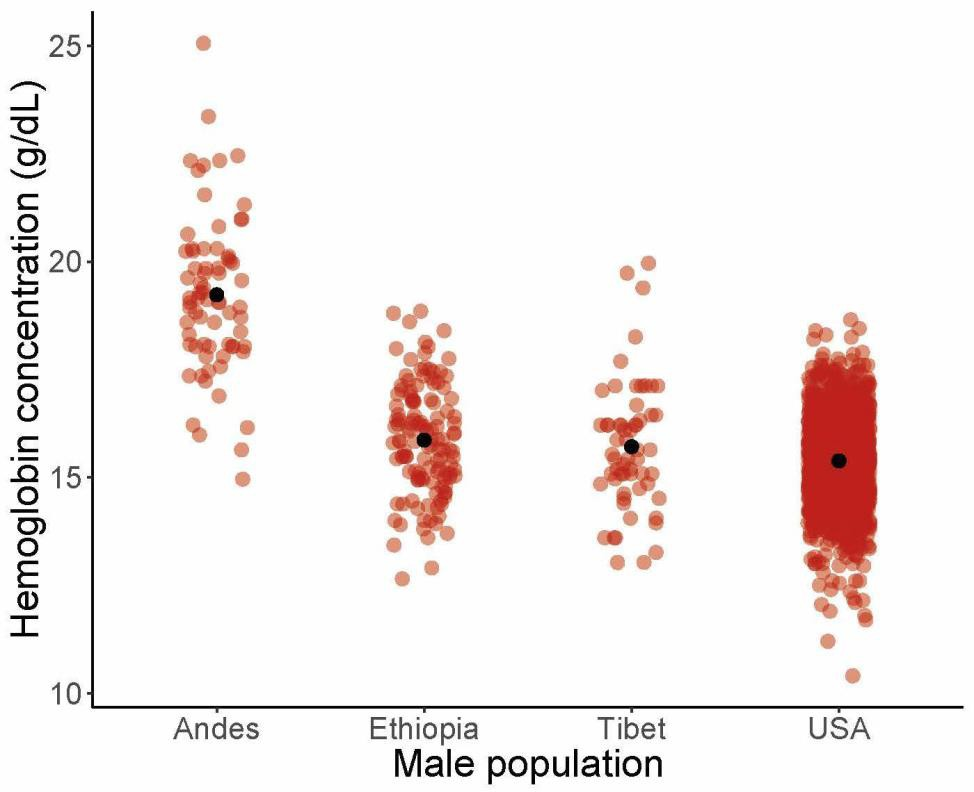 Hemoglobin concentration (g/dL)
25
20
15
10
Andes Ethiopia Tibet USA
Male population